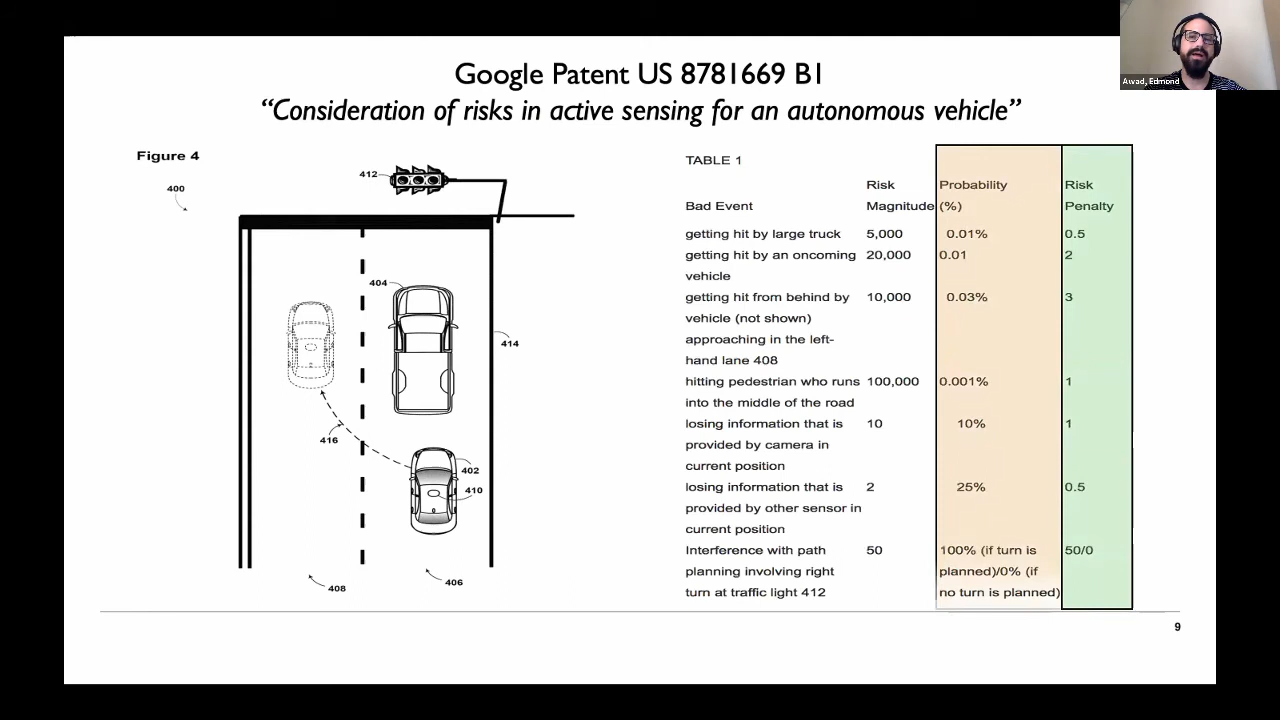 Google Patent US 8781669 B1
“Consideration of risks in active sensing for an autonomous vehicle”
Awad, Edmond
Figure 4
400
412
404
414
416
402
410
408
406
TABLE 1
Bad Event Risk Magnitude Probability (%) Risk Penalty
getting hit by large truck 5,000 0.01% 0.5
getting hit by an oncoming 20,000 0.01 2
vehicle
getting hit from behind by 10,000 0.03% 3
vehicle (not shown)
approaching in the left-
hand lane 408
hitting pedestrian who runs 100,000 0.001% 1
into the middle of the road
losing information that is 10 10% 1
provided by camera in
current position
losing information that is 2 25% 0.5
provided by other sensor in
current position
Interference with path 50 100% (if turn is 50/0
planning involving right planned)/0% (if
turn at traffic light 412 no turn is planned)
9